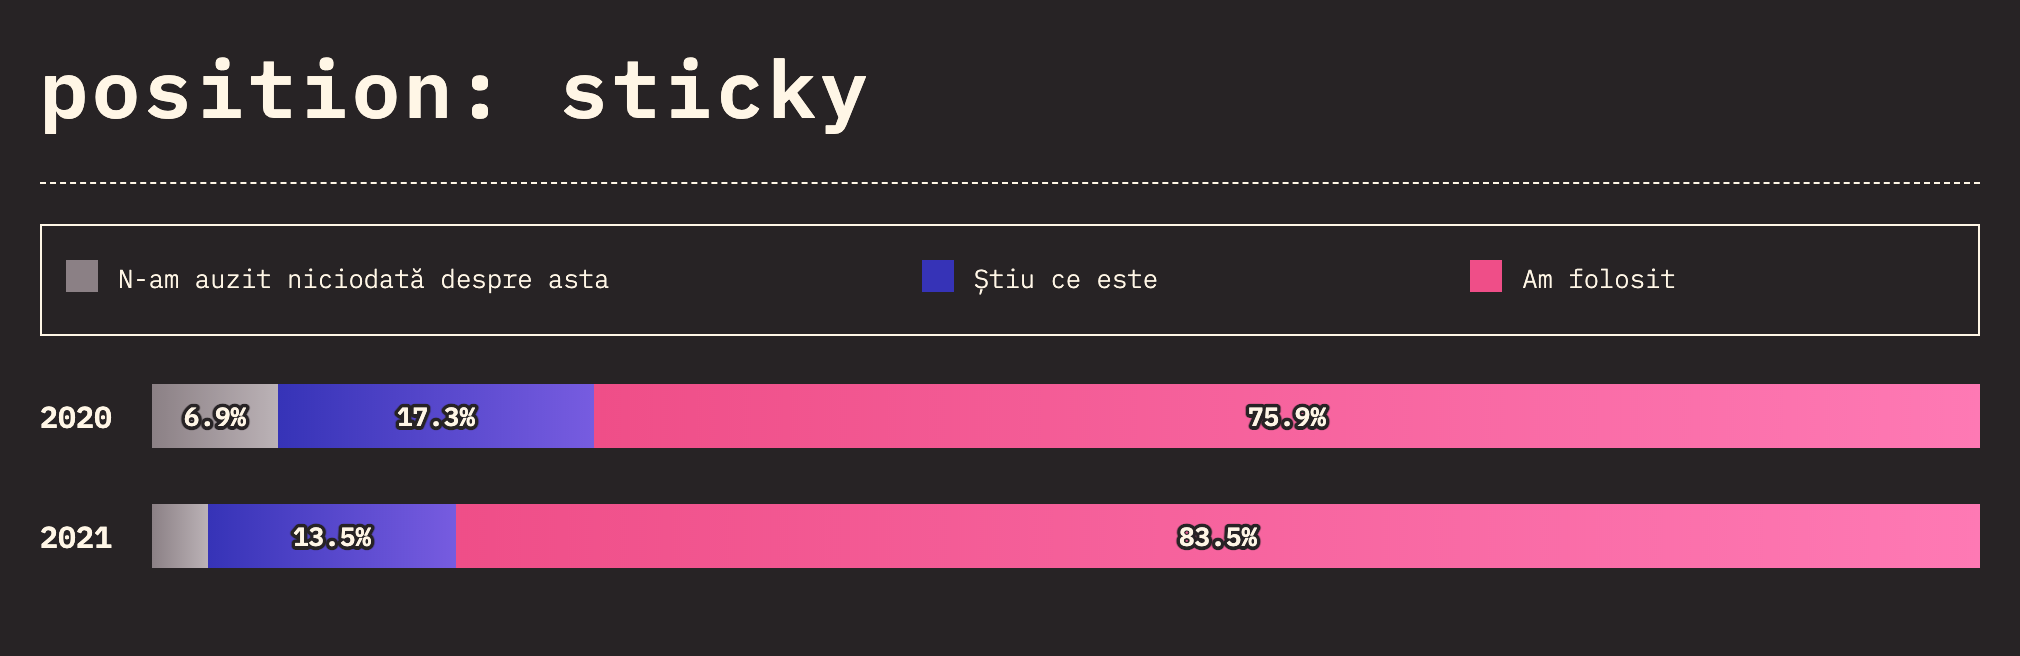 position: sticky
N-am auzit niciodată despre asta
Știu ce este
Am folosit
2020 6.9% 17.3% 75.9%
2021 13.5% 83.5%